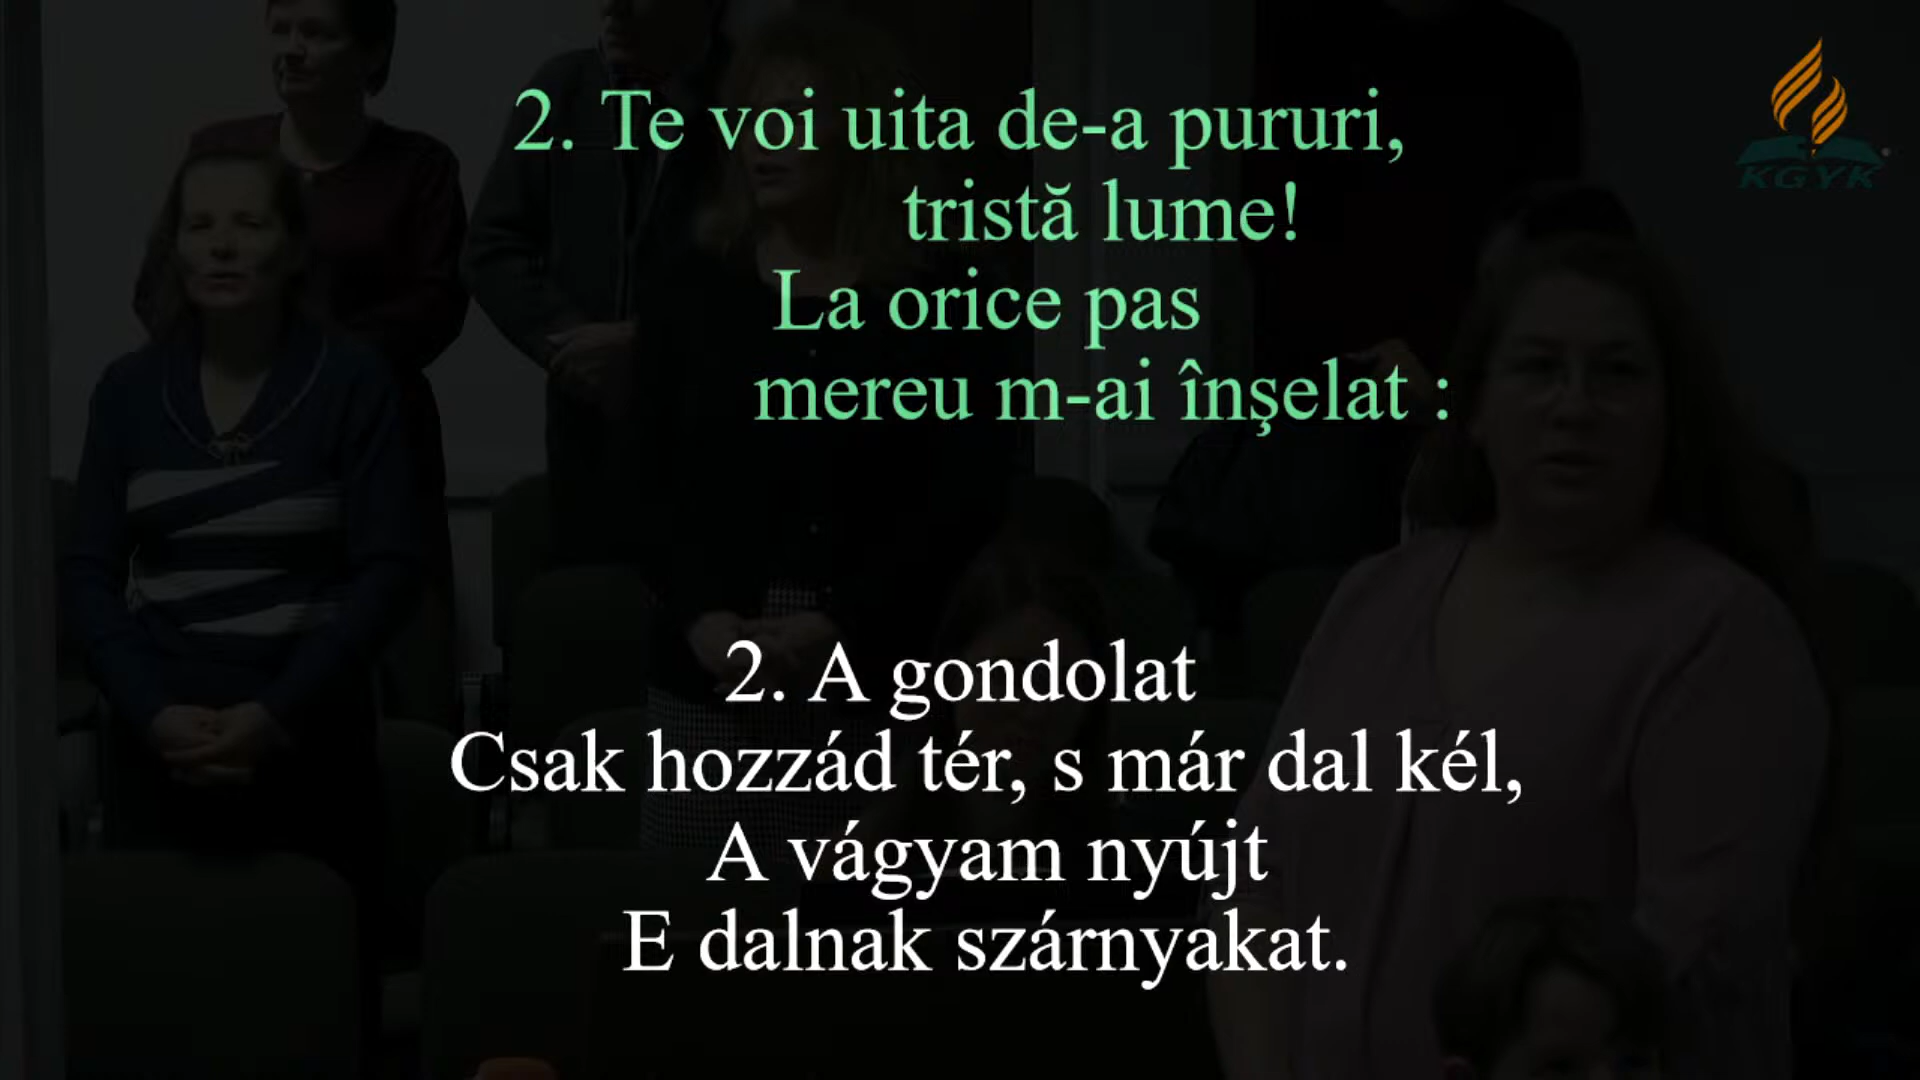 2. Te voi uita de-a pururi,
tristă lume!
La orice pas
mereu m-ai înşelat :
KGYK
2. A gondolat
Csak hozzád tér, s már dal kél,
A vágyam nyújt
E dalnak szárnyakat.